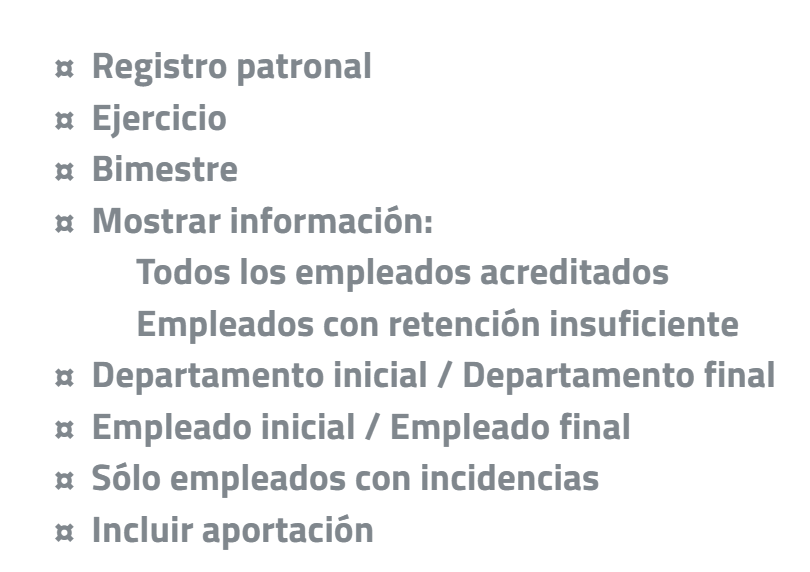 ¤ Registro patronal
¤ Ejercicio
¤ Bimestre
¤ Mostrar información:
Todos los empleados acreditados
Empleados con retención insuficiente
¤ Departamento inicial / Departamento final
¤ Empleado inicial / Empleado final
¤ Sólo empleados con incidencias
¤ Incluir aportación